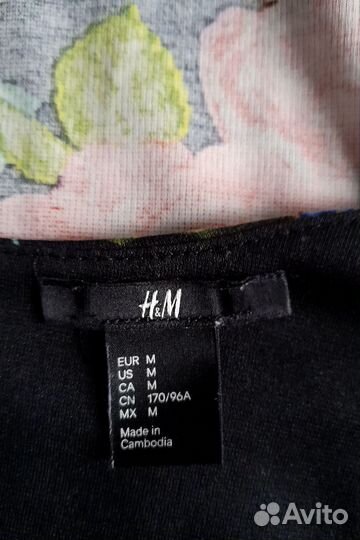 H&M
EUR M
US M
CA M
CN 170/96A
MX M
Made in
Cambodia
Avito